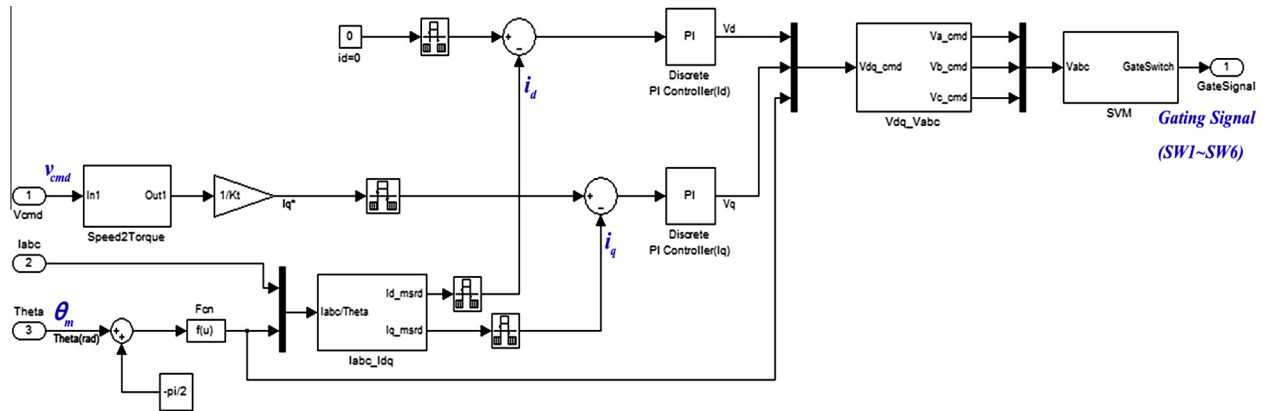 0
id=0
+
−
i_d
PI
Vd
Discrete
PI Controller(Id)
Vdq_cmd
Va_cmd
Vb_cmd
Vc_cmd
Vdq_Vabc
Vabc
GateSwitch
SVM
1
GateSignal
Gating Signal
(SW1~SW6)
v_cmd
1
Vcmd
In1
Out1
Speed2Torque
1/Kt
Iq*
+
−
i_q
PI
Vq
Discrete
PI Controller(Iq)
Iabc
2
Iabc/Theta
Id_msrd
Iq_msrd
Iabc_Idq
Theta
3
θ_m
Theta(rad)
+
+
Fcn
f(u)
-pi/2